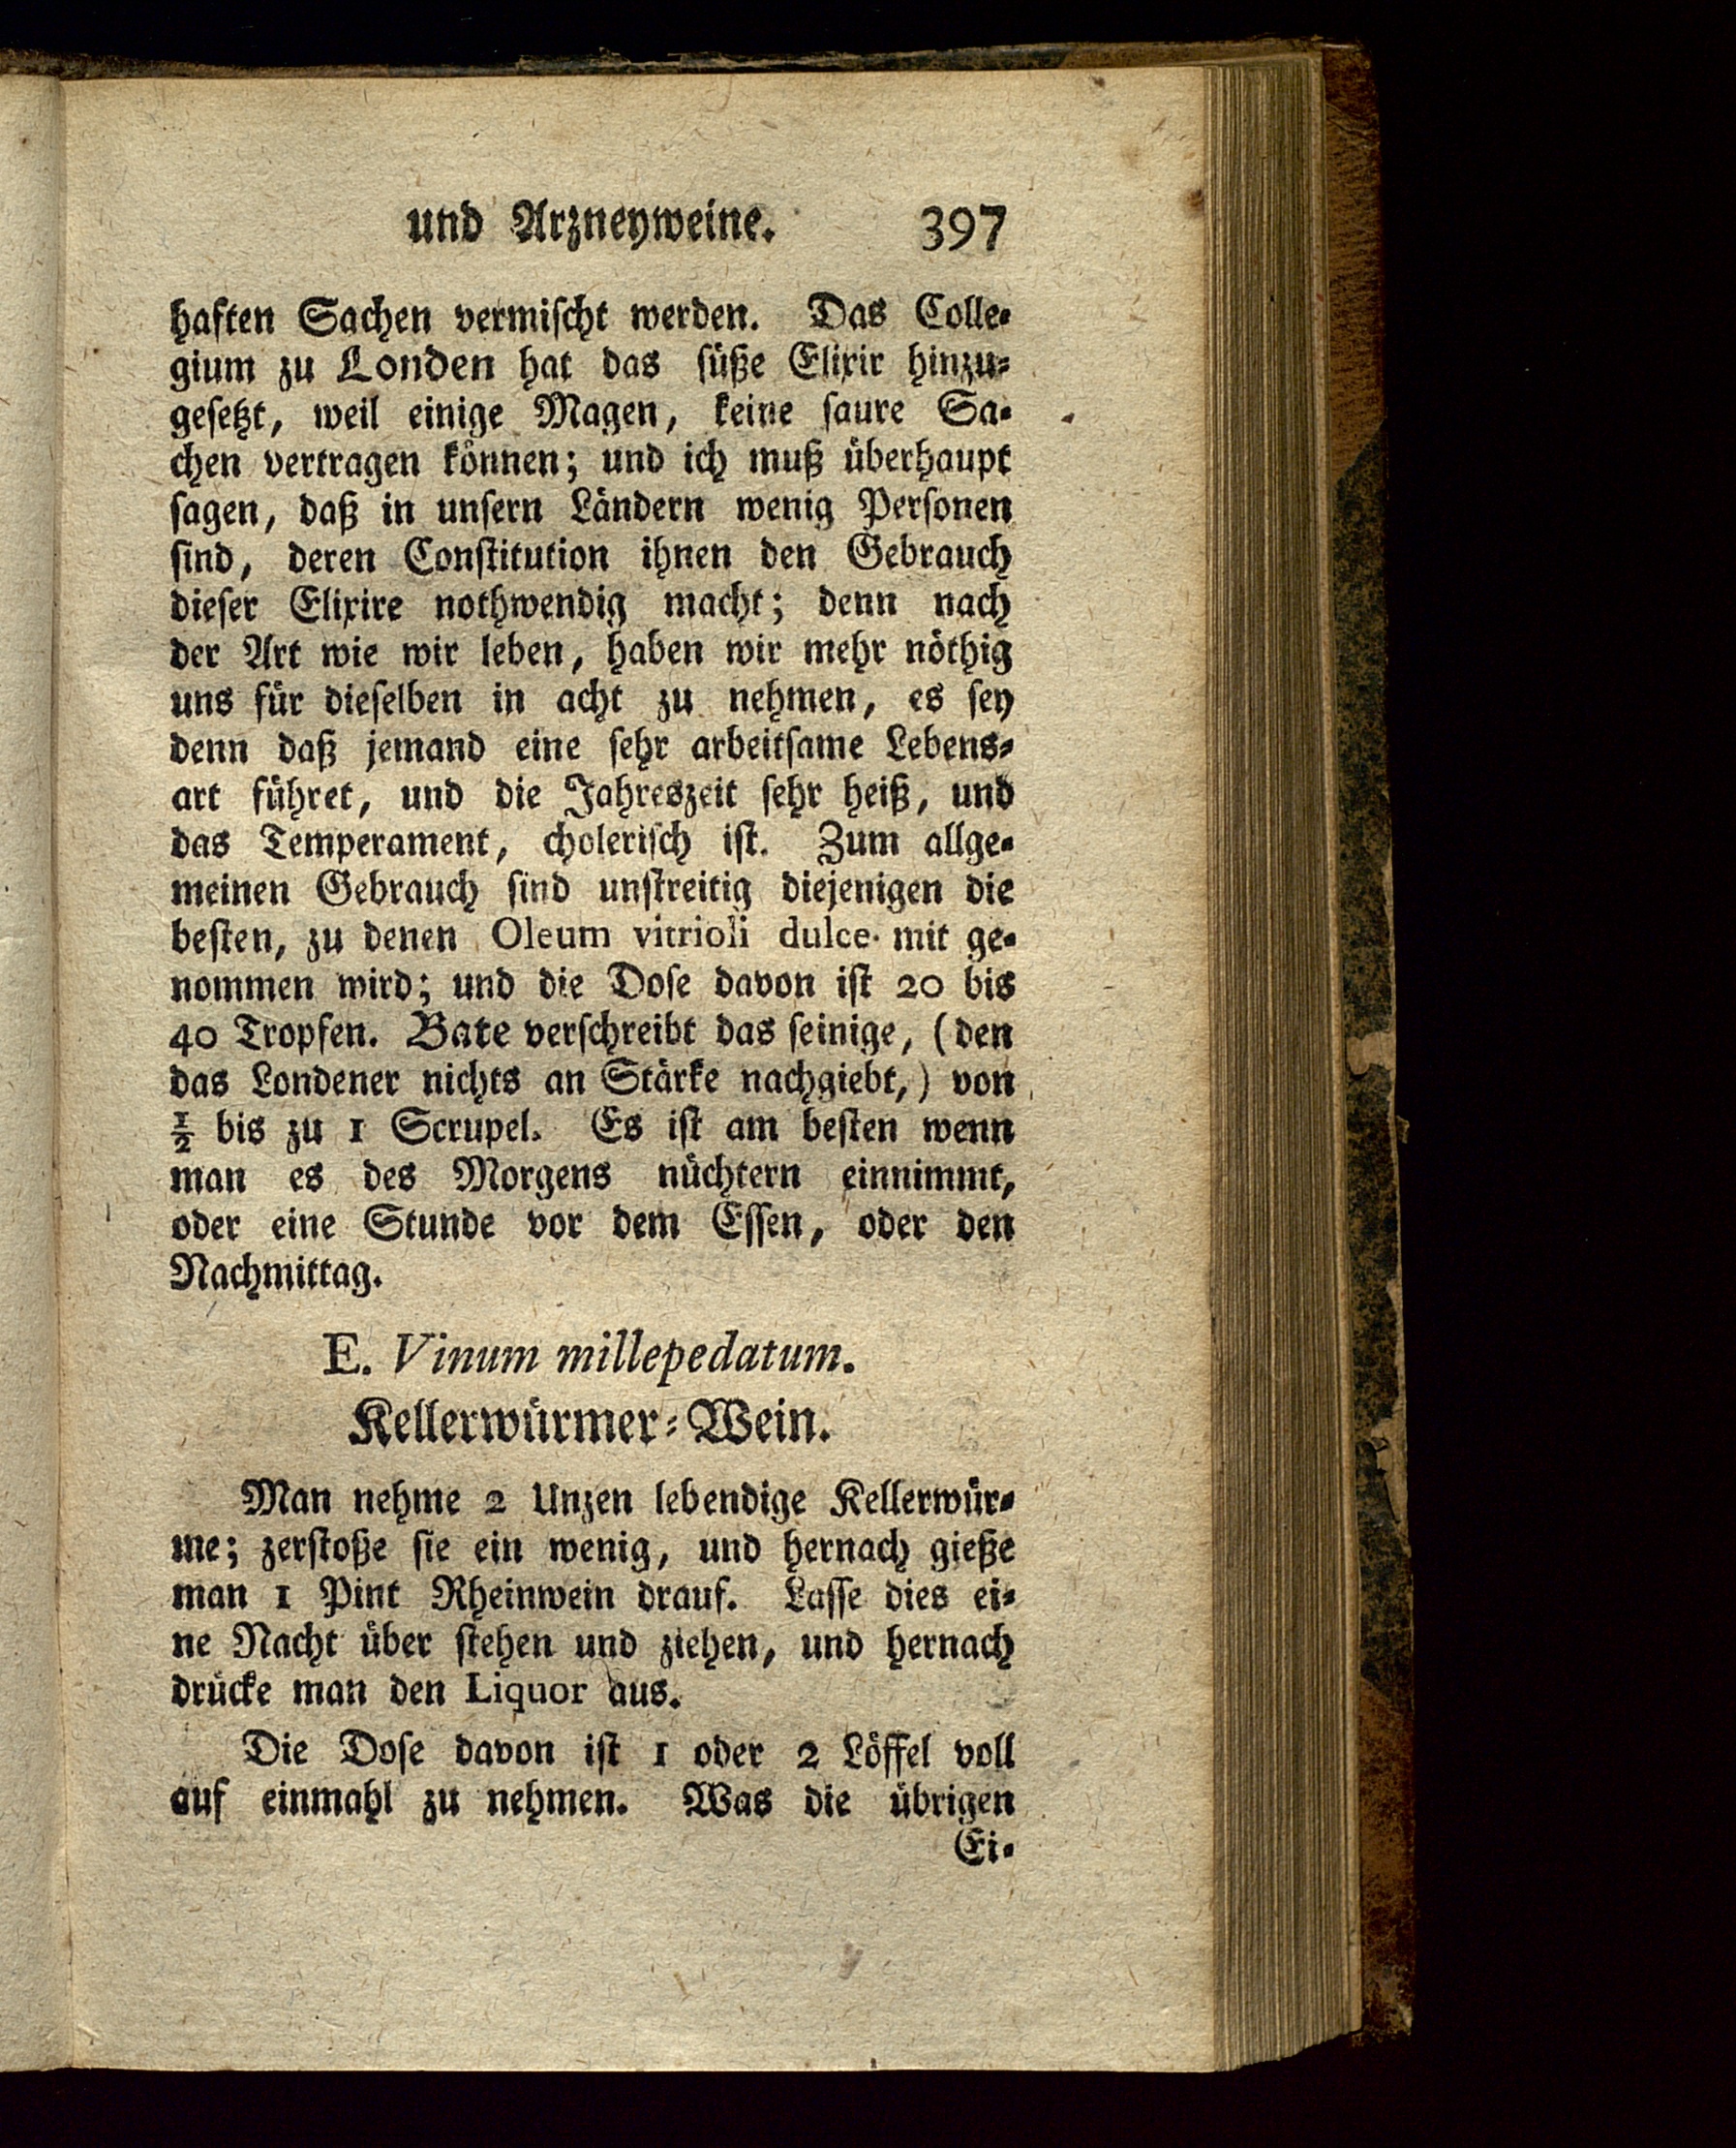 und Arzneyweine. 397
haften Sachen vermischt werden. Das Colle-
gium zu Londen hat das süße Elixir hinzu-
gesetzt, weil einige Magen, keine saure Sa-
chen vertragen können; und ich muß überhaupt
sagen, daß in unsern Ländern wenig Personen
sind, deren Constitution ihnen den Gebrauch
dieser Elixire nothwendig macht; denn nach
der Art wie wir leben, haben wir mehr nöthig
uns für dieselben in acht zu nehmen, es sey
denn daß jemand eine sehr arbeitsame Lebens-
art führet, und die Jahreszeit sehr heiß, und
das Temperament, cholerisch ist. Zum allge-
meinen Gebrauch sind unstreitig diejenigen die
besten, zu denen Oleum vitrioli dulce mit ge-
nommen wird; und die Dose davon ist 20 bis
40 Tropfen. Bate verschreibt das seinige, (den
das Londener nichts an Stärke nachgiebt,) von
½ bis zu 1 Scrupel. Es ist am besten wenn
man es des Morgens nüchtern einnimmt,
oder eine Stunde vor dem Essen, oder den
Nachmittag.
E. Vinum millepedatum.
Kellerwürmer-Wein.
Man nehme 2 Unzen lebendige Kellerwür-
me; zerstoße sie ein wenig, und hernach gieße
man 1 Pint Rheinwein drauf. Lasse dies ei-
ne Nacht über stehen und ziehen, und hernach
drücke man den Liquor aus.
Die Dose davon ist 1 oder 2 Löffel voll
auf einmahl zu nehmen. Was die übrigen
Ei-